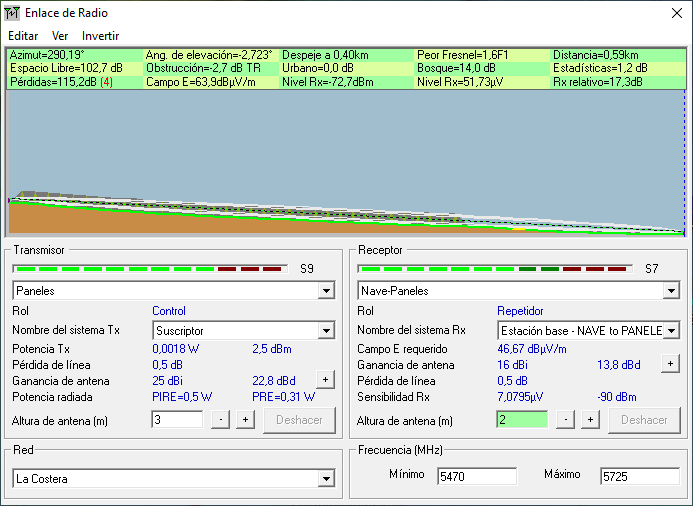 Enlace de Radio
Editar Ver Invertir
Azimut=290,19° Ang. de elevación=-2,723° Despeje a 0,40km Peor Fresnel=1,6F1 Distancia=0,59km
Espacio Libre=102,7 dB Obstrucción=-2,7 dB TR Urbano=0,0 dB Bosque=14,0 dB Estadísticas=1,2 dB
Pérdidas=115,2dB (4) Campo E=63,9dBµV/m Nivel Rx=-72,7dBm Nivel Rx=51,73µV Rx relativo=17,3dB
Transmisor
S9
Paneles
Rol Control
Nombre del sistema Tx Suscriptor
Potencia Tx 0,0018 W 2,5 dBm
Pérdida de línea 0,5 dB
Ganancia de antena 25 dBi 22,8 dBd +
Potencia radiada PIRE=0,5 W PRE=0,31 W
Altura de antena (m) 3 - + Deshacer
Receptor
S7
Nave-Paneles
Rol Repetidor
Nombre del sistema Rx Estación base - NAVE to PANELE
Campo E requerido 46,67 dBµV/m
Ganancia de antena 16 dBi 13,8 dBd +
Pérdida de línea 0,5 dB
Sensibilidad Rx 7,0795µV -90 dBm
Altura de antena (m) 2 - + Deshacer
Red
La Costera
Frecuencia (MHz)
Mínimo 5470 Máximo 5725